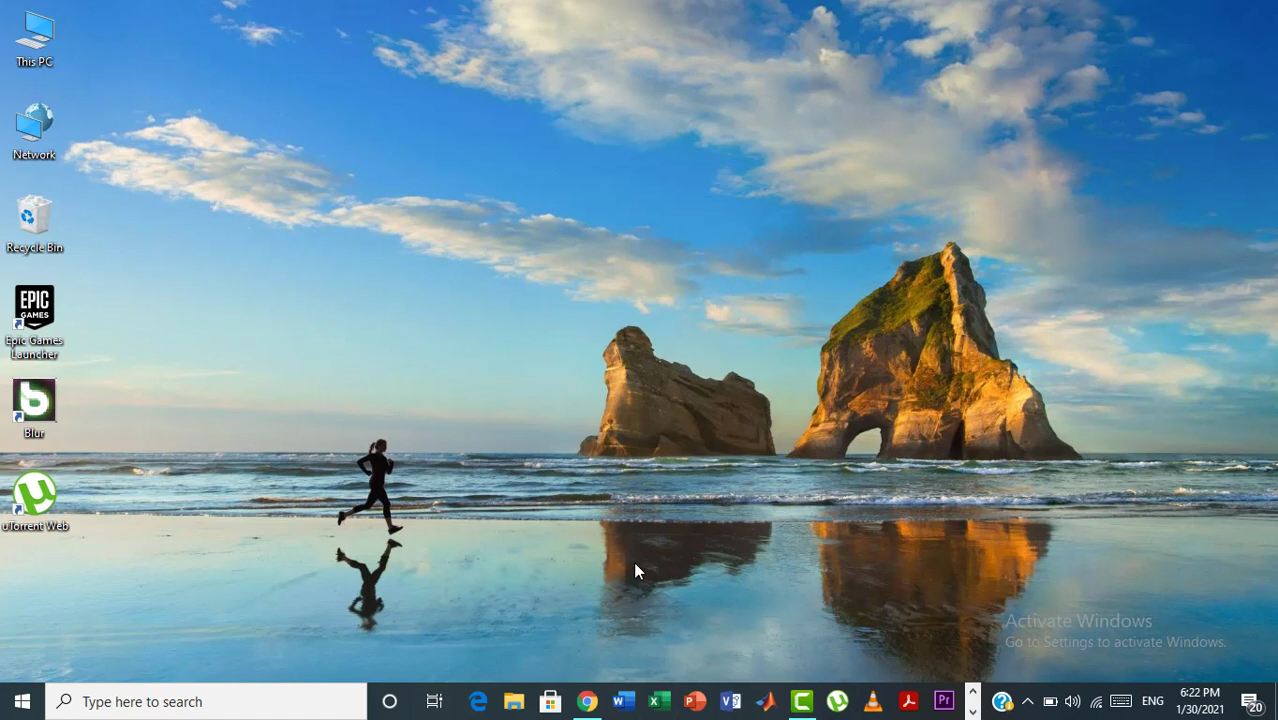 This PC
Network
Recycle Bin
EPIC
GAMES
Epic Games
Launcher
Blur
uTorrent Web
Activate Windows
Go to Settings to activate Windows.
Type here to search
Pr
ENG
6:22 PM
1/30/2021
20